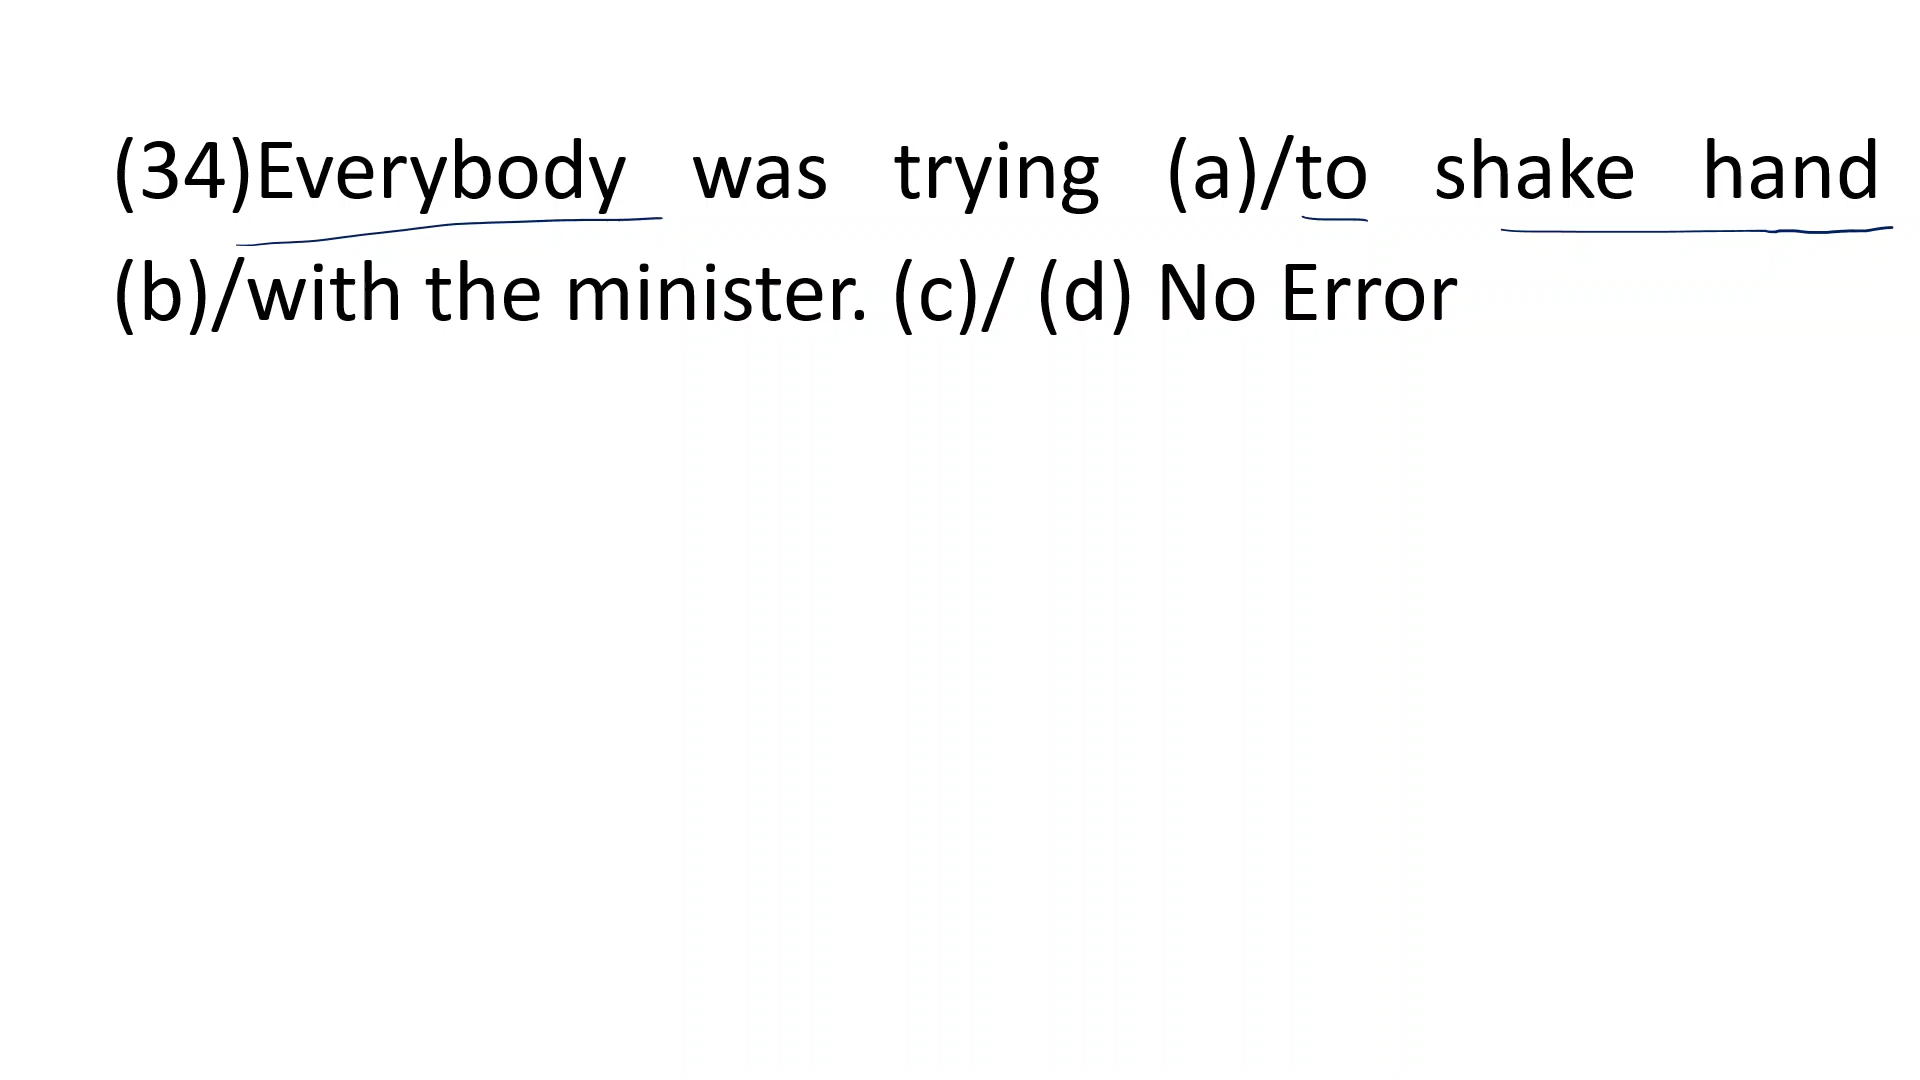 (34)Everybody was trying (a)/to shake hand
(b)/with the minister. (c)/ (d) No Error